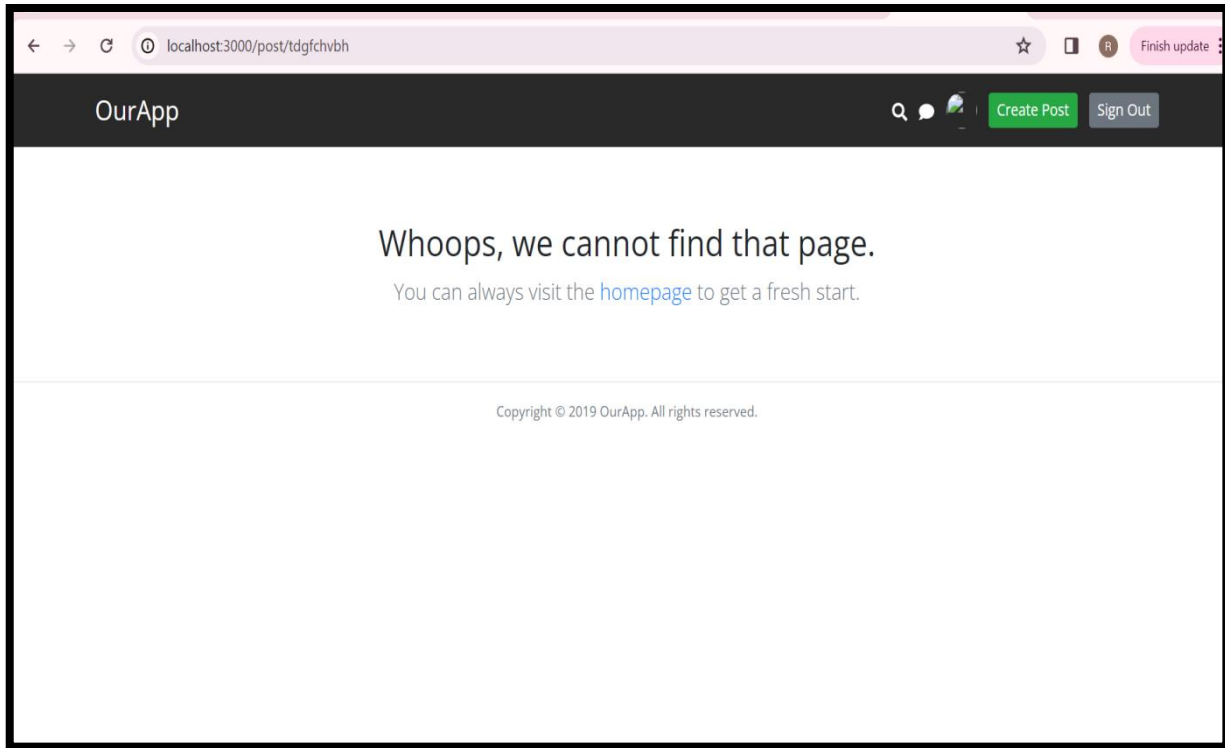 localhost:3000/post/tdgfchvbh
R
Finish update
OurApp
Create Post
Sign Out
Whoops, we cannot find that page.
You can always visit the homepage to get a fresh start.
Copyright © 2019 OurApp. All rights reserved.